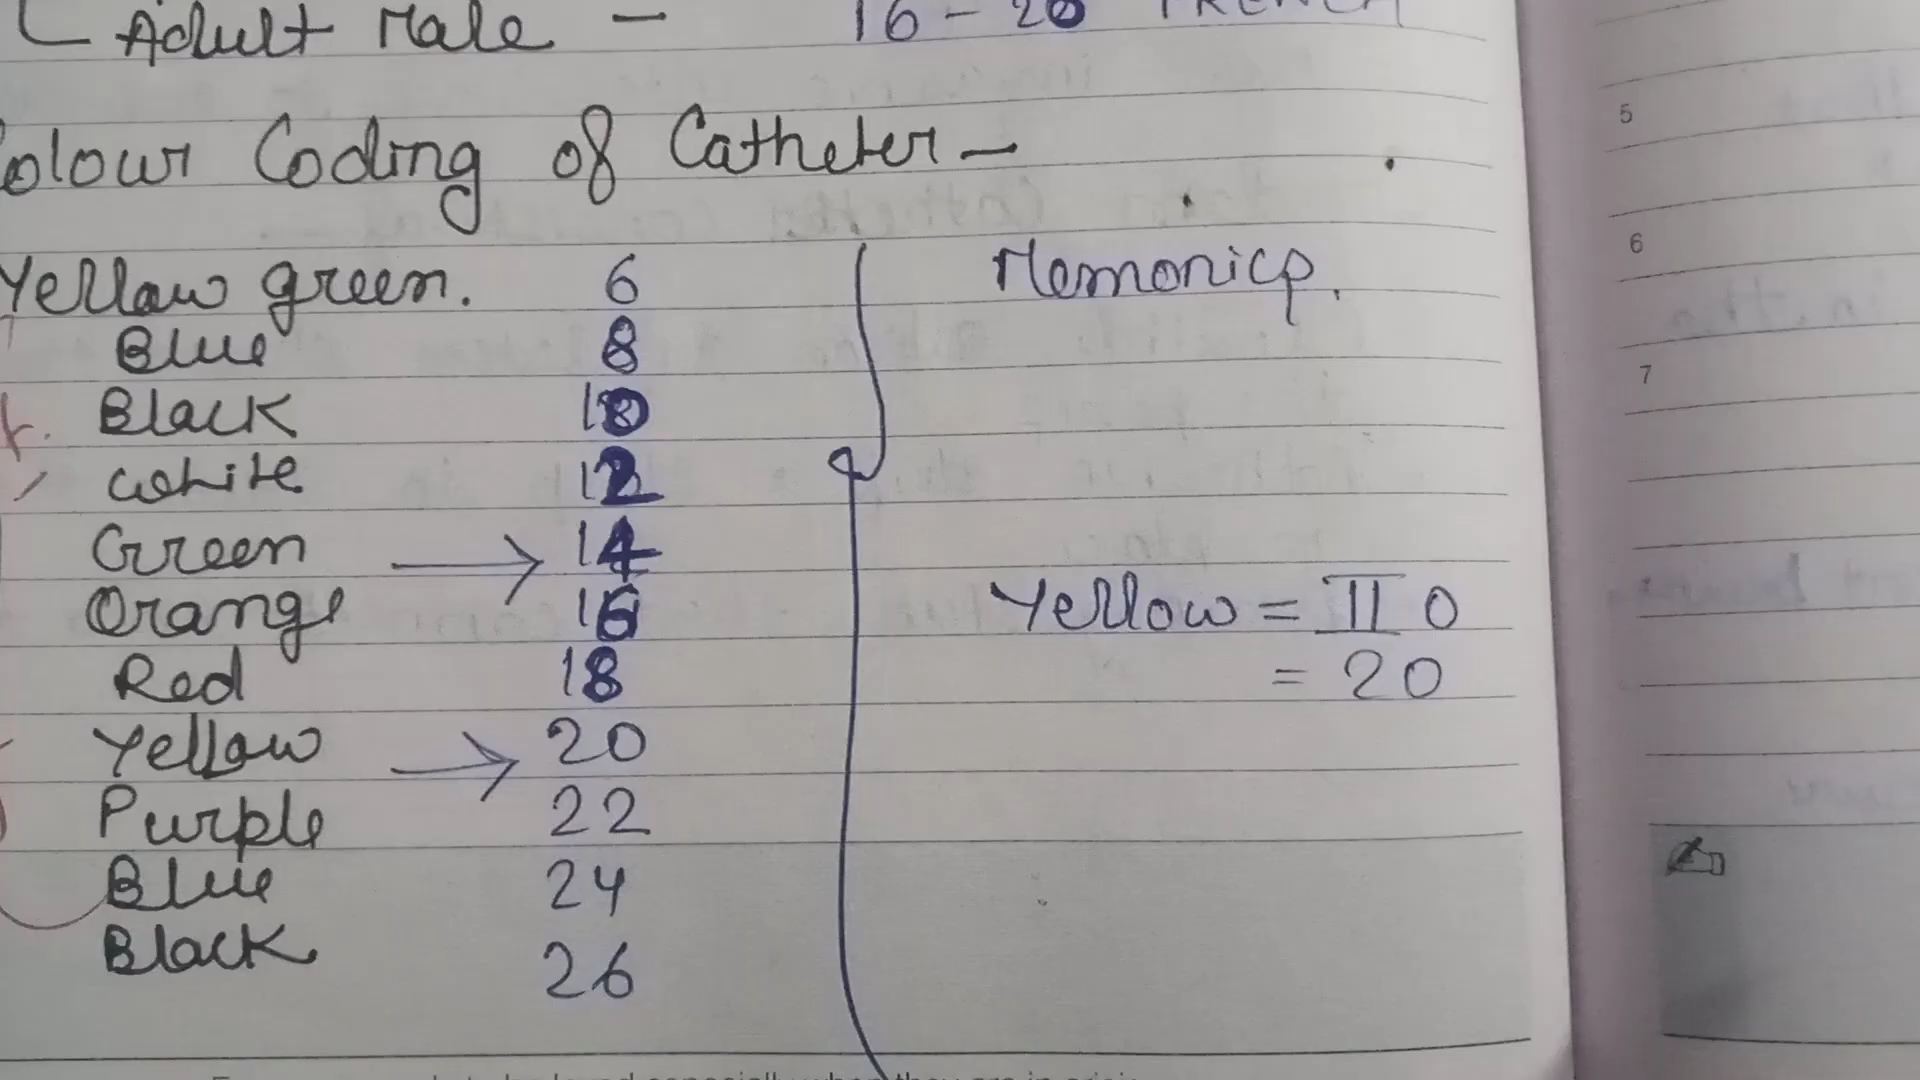 Adult Male — 16 - 20 FRENCH
olour Coding of Catheter —
Yellow green. 6
Blue 8
Black 10
White 12
Green → 14
Orange 16
Red 18
Yellow → 20
Purple 22
Blue 24
Black 26
Memonics.
Yellow = II 0
= 20
5
6
7